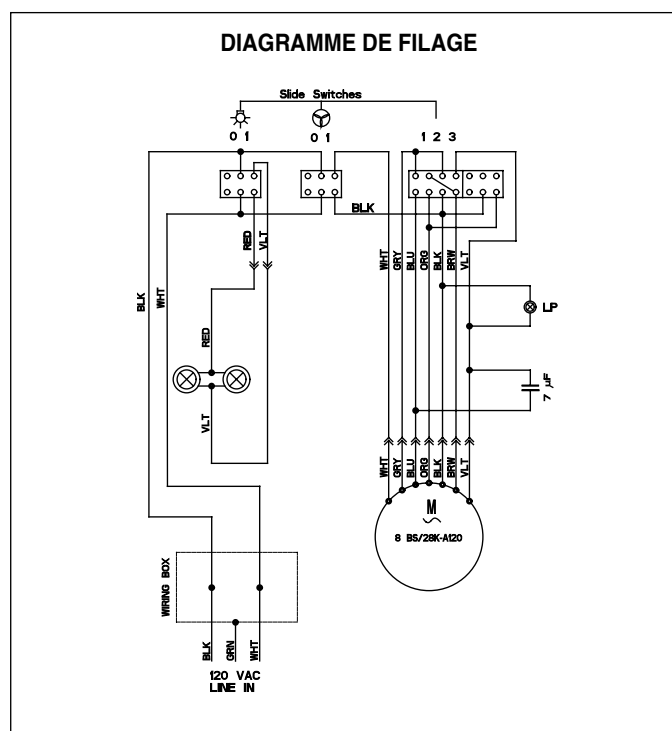 DIAGRAMME DE FILAGE
Slide Switches
0 1
0 1
1 2 3
BLK
RED
VLT
WHT
GRY
BLU
ORG
BLK
BRW
VLT
BLK
WHT
LP
RED
VLT
7 µF
WHT
GRY
BLU
ORG
BLK
BRW
VLT
M
8 BS/28K-A120
WIRING BOX
BLK
GRN
WHT
120 VAC
LINE IN